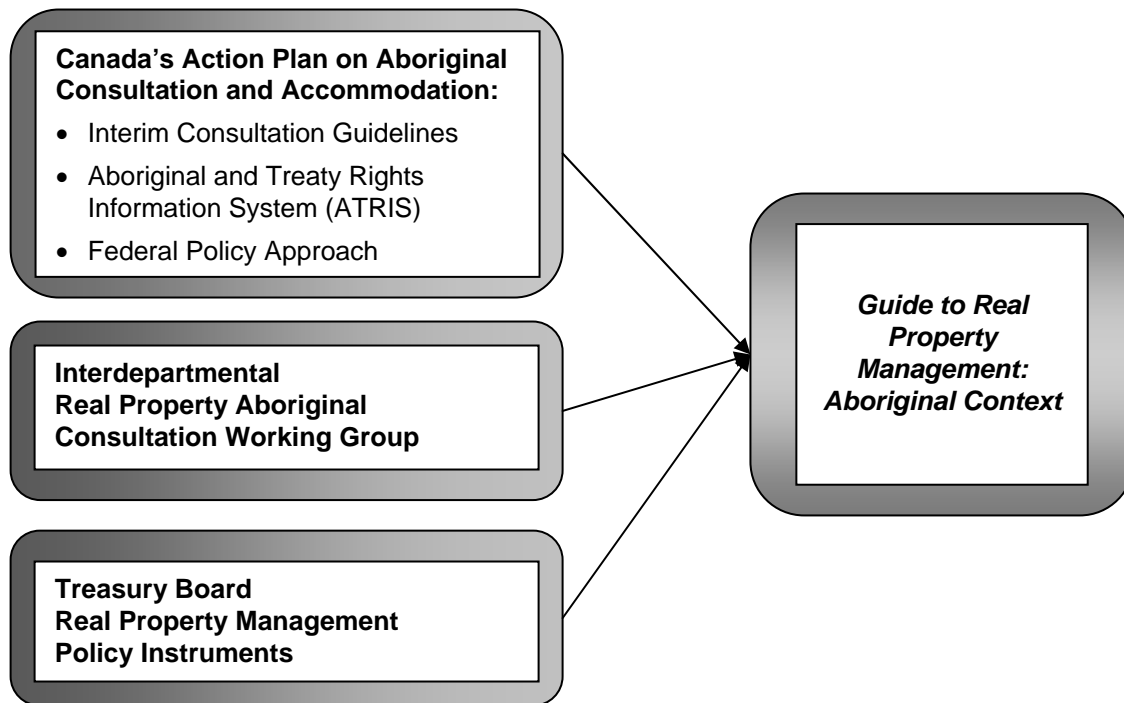 Canada’s Action Plan on Aboriginal
Consultation and Accommodation:
• Interim Consultation Guidelines
• Aboriginal and Treaty Rights
Information System (ATRIS)
• Federal Policy Approach
Interdepartmental
Real Property Aboriginal
Consultation Working Group
Treasury Board
Real Property Management
Policy Instruments
Guide to Real
Property
Management:
Aboriginal Context